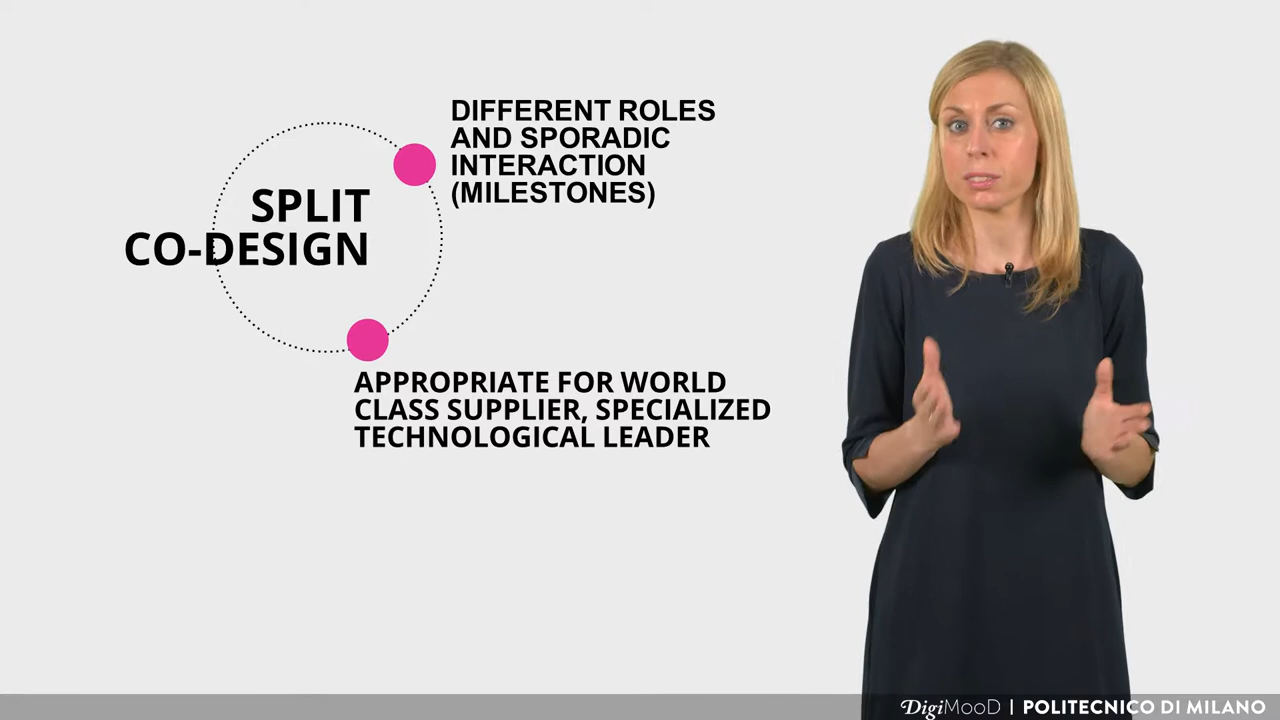 DIFFERENT ROLES
AND SPORADIC
INTERACTION
(MILESTONES)
SPLIT
CO-DESIGN
APPROPRIATE FOR WORLD
CLASS SUPPLIER, SPECIALIZED
TECHNOLOGICAL LEADER
DigiMooD | POLITECNICO DI MILANO